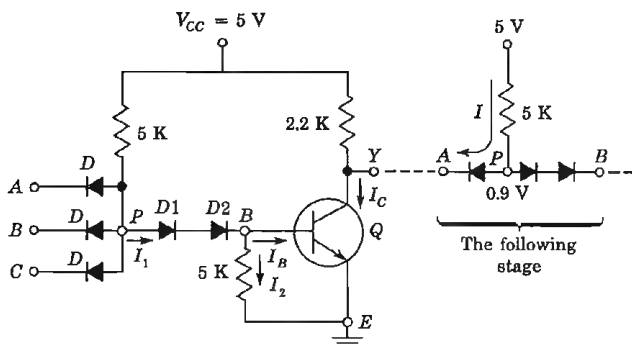 V_CC = 5 V
5 V
5 K
2.2 K
I
5 K
D
A
D
B
P
D1
D2
B
Y
I_C
A
P
B
0.9 V
D
C
I_1
5 K
I_B
I_2
Q
E
The following
stage